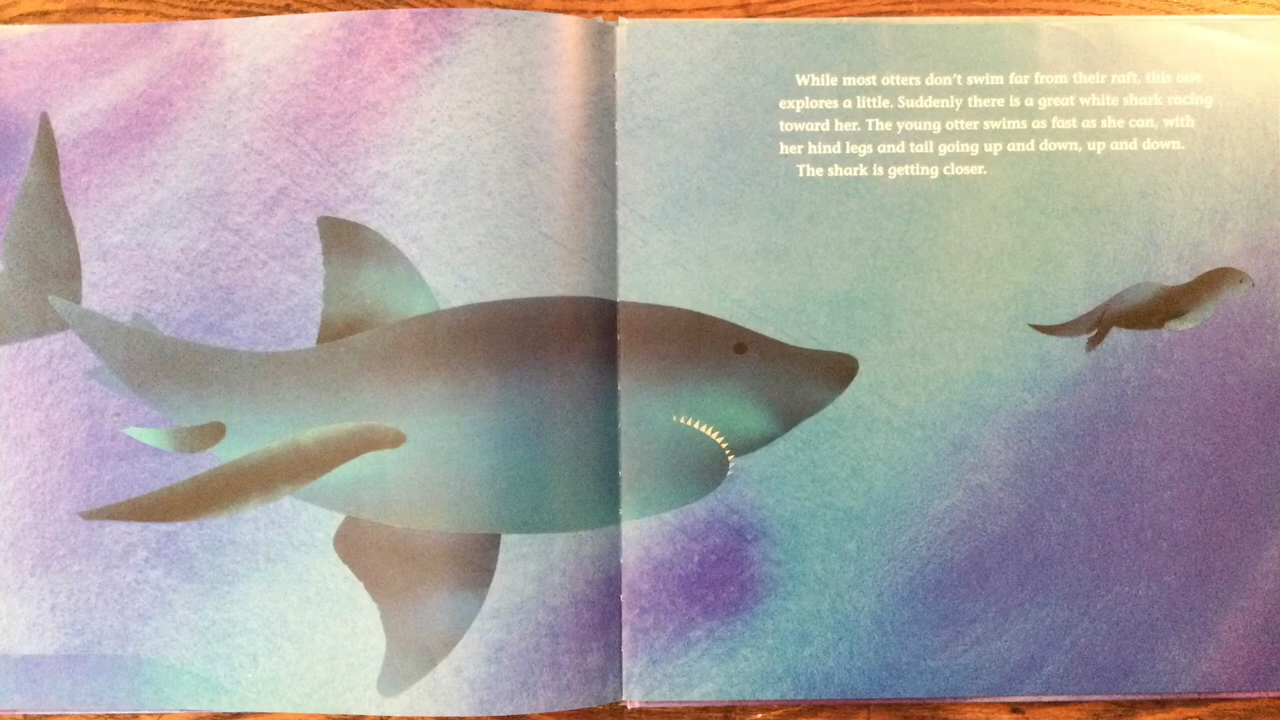 While most otters don't swim far from their raft, this one
explores a little. Suddenly there is a great white shark racing
toward her. The young otter swims as fast as she can, with
her hind legs and tail going up and down, up and down.
The shark is getting closer.